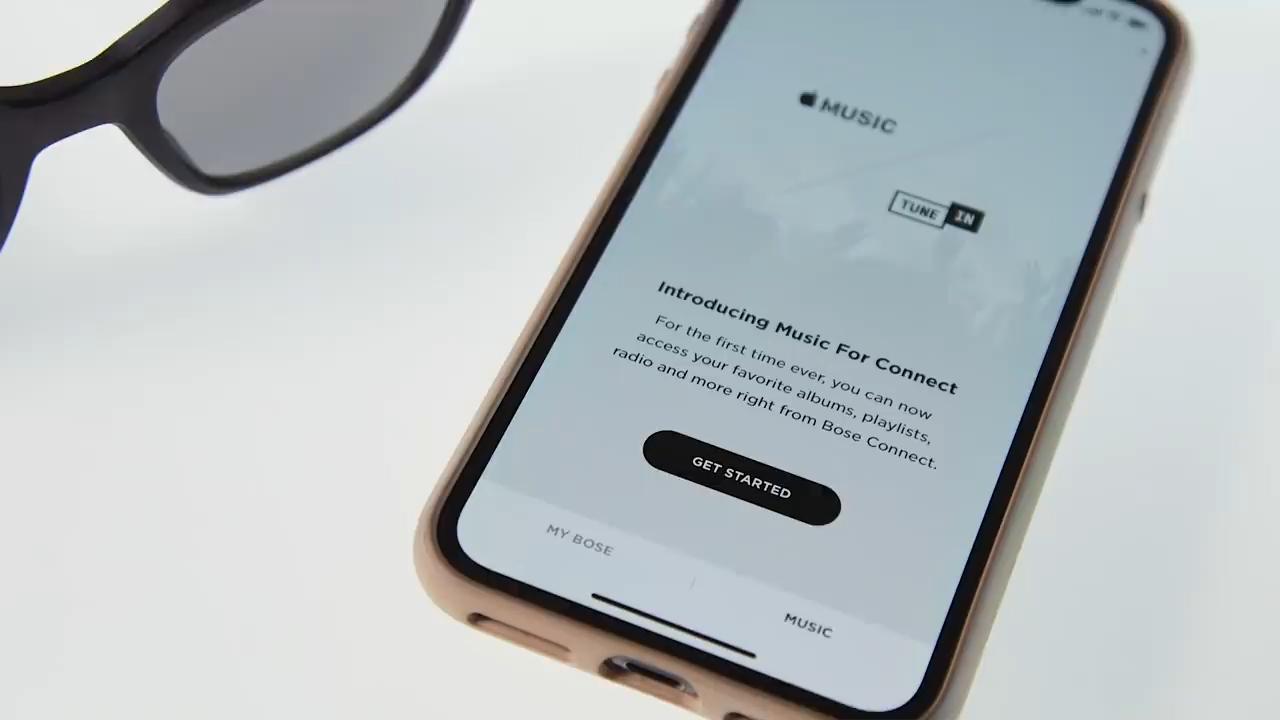 MUSIC
TUNE IN
Introducing Music For Connect
For the first time ever, you can now
access your favorite albums, playlists,
radio and more right from Bose Connect.
GET STARTED
MY BOSE
MUSIC